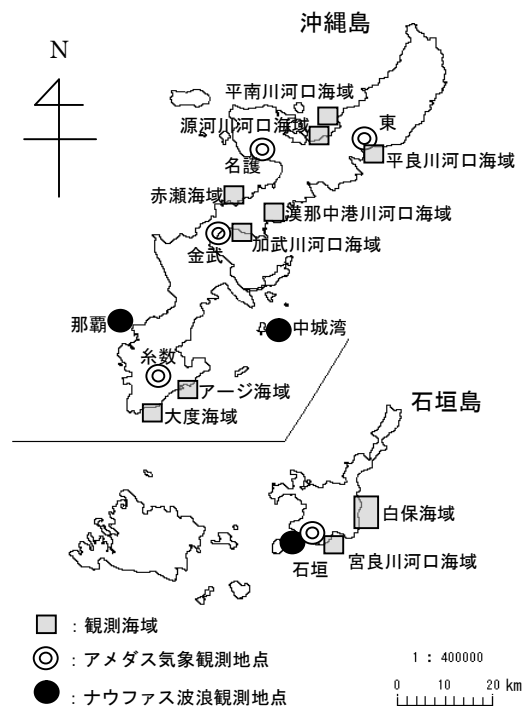 沖縄島
N
平南川河口海域
源河川河口海域
東
名護
平良川河口海域
赤瀬海域
漢那中港川河口海域
加武川河口海域
金武
那覇
中城湾
糸数
アージ海域
大度海域
石垣島
白保海域
石垣
宮良川河口海域
：観測海域
：アメダス気象観測地点
：ナウファス波浪観測地点
1 : 400000
0 10 20 km